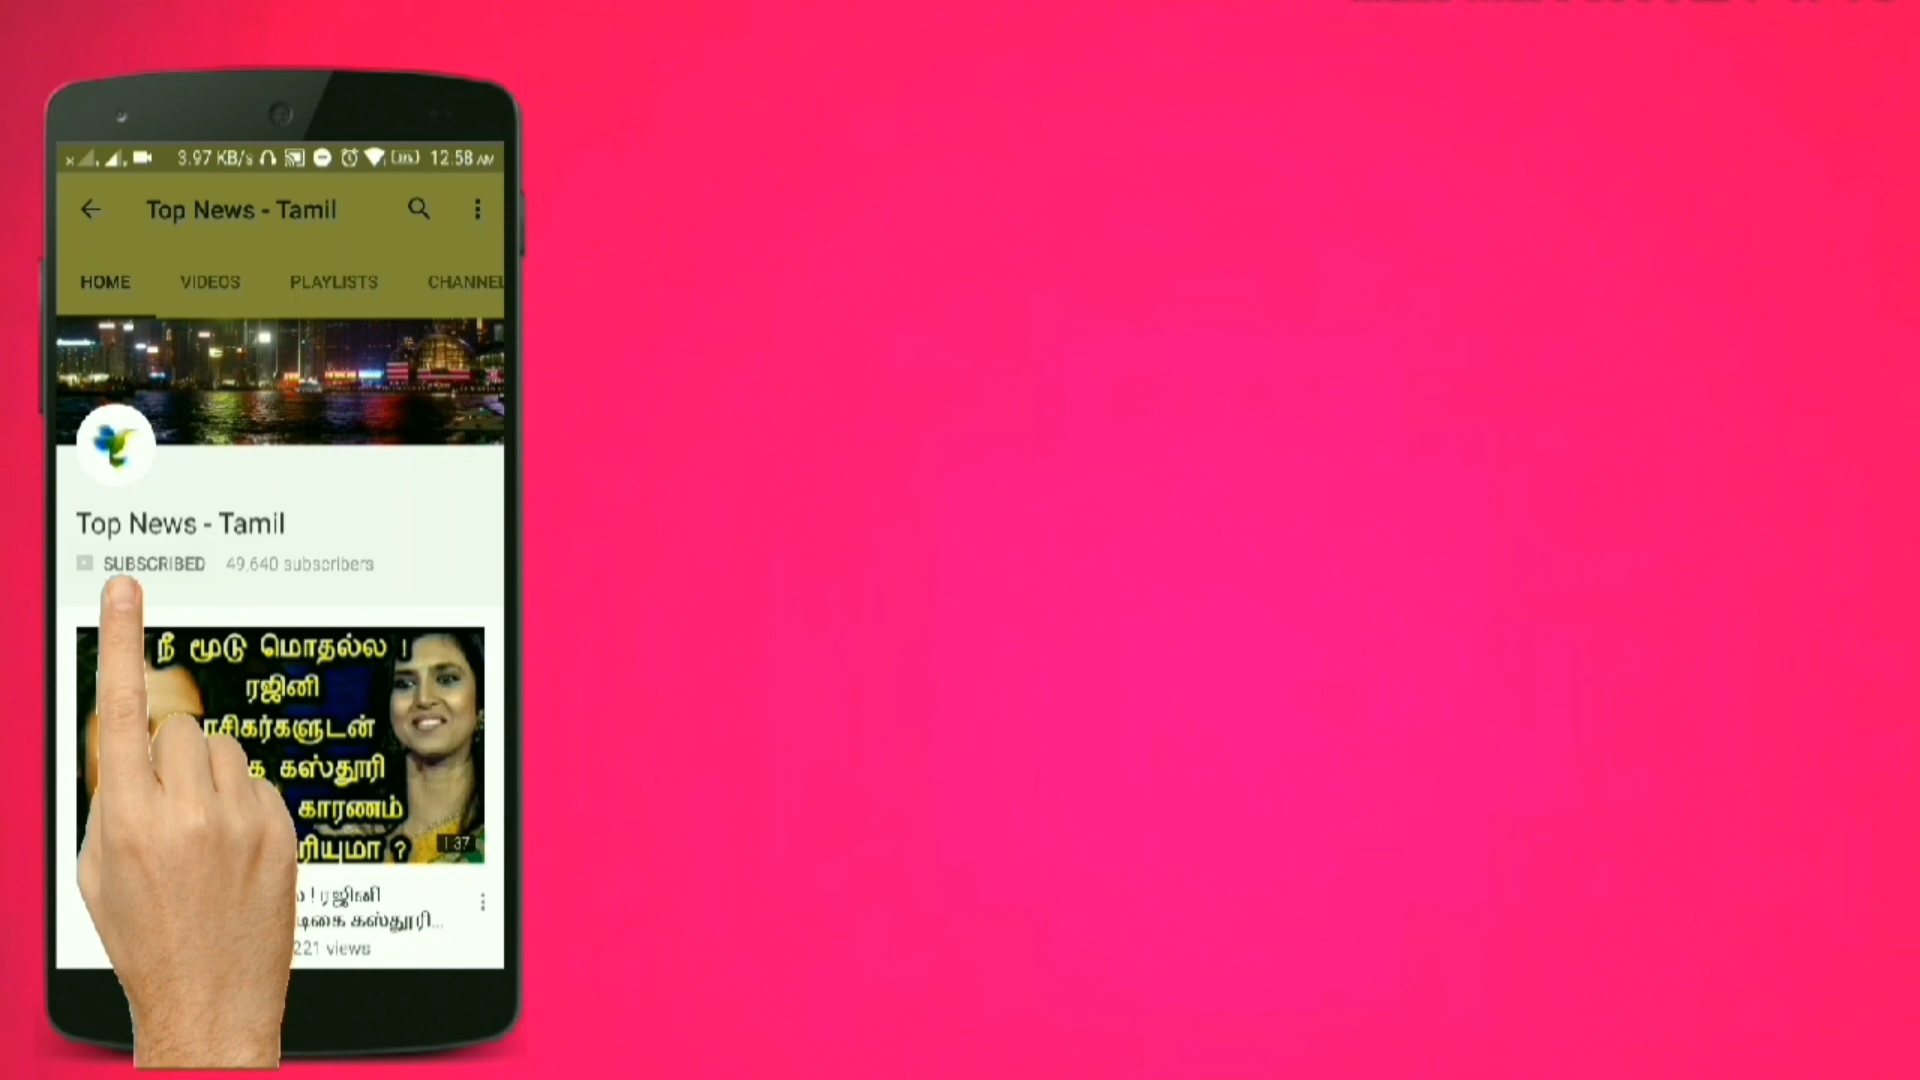 3.97 KB/s 12:58 AM
Top News - Tamil
HOME VIDEOS PLAYLISTS CHANNEL
Top News - Tamil
SUBSCRIBED 49,640 subscribers
நீ மூடு மொதல்ல !
ரஜினி
ரசிகர்களுடன்
கஸ்தூரி
காரணம்
ரியுமா ?
1:37
! ரஜினி
டிகை கஸ்தூரி...
221 views